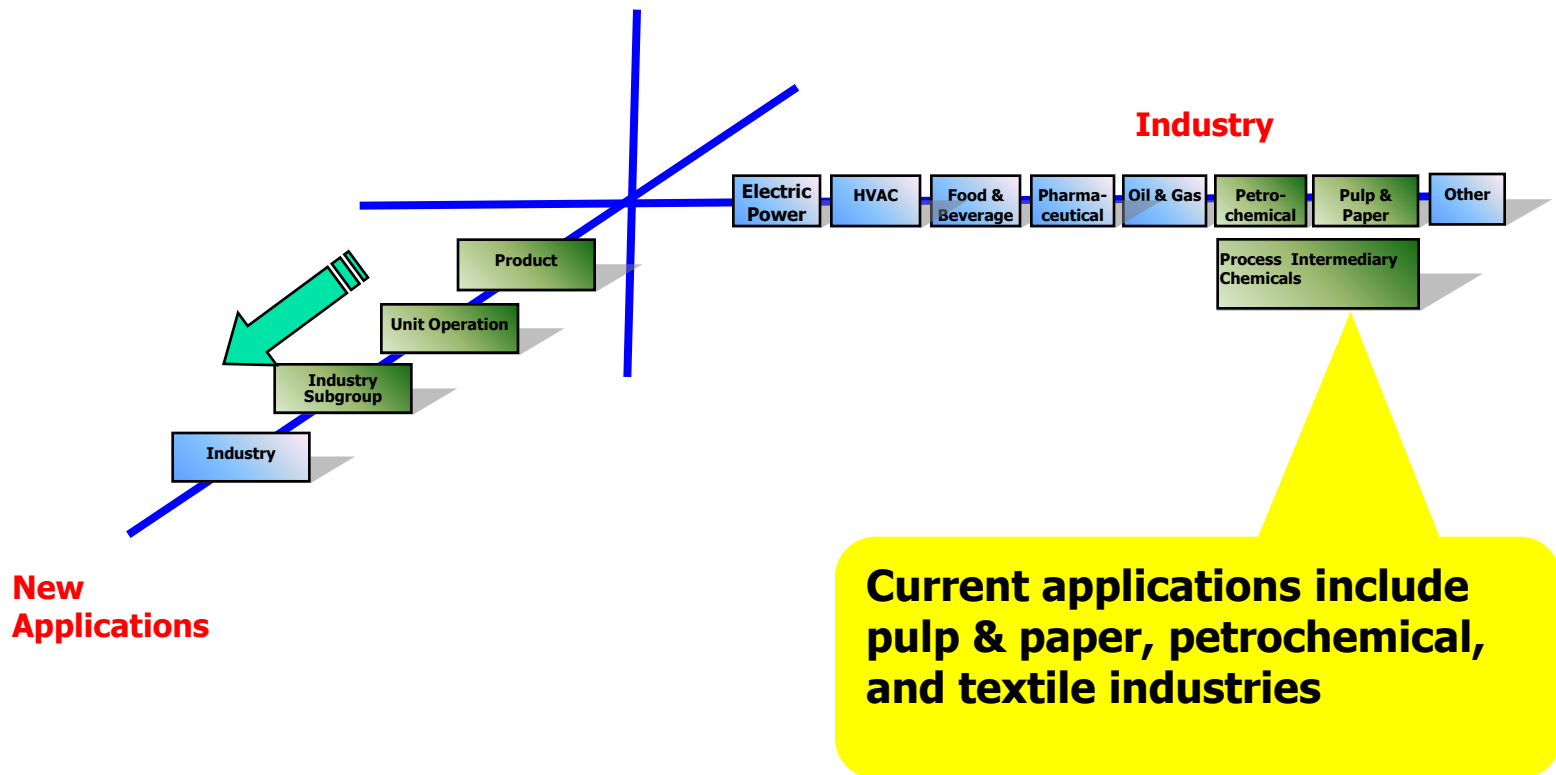 Industry
Electric
Power
HVAC
Food &
Beverage
Pharma-
ceutical
Oil & Gas
Petro-
chemical
Pulp &
Paper
Other
Process Intermediary
Chemicals
Product
Unit Operation
Industry
Subgroup
Industry
New
Applications
Current applications include
pulp & paper, petrochemical,
and textile industries